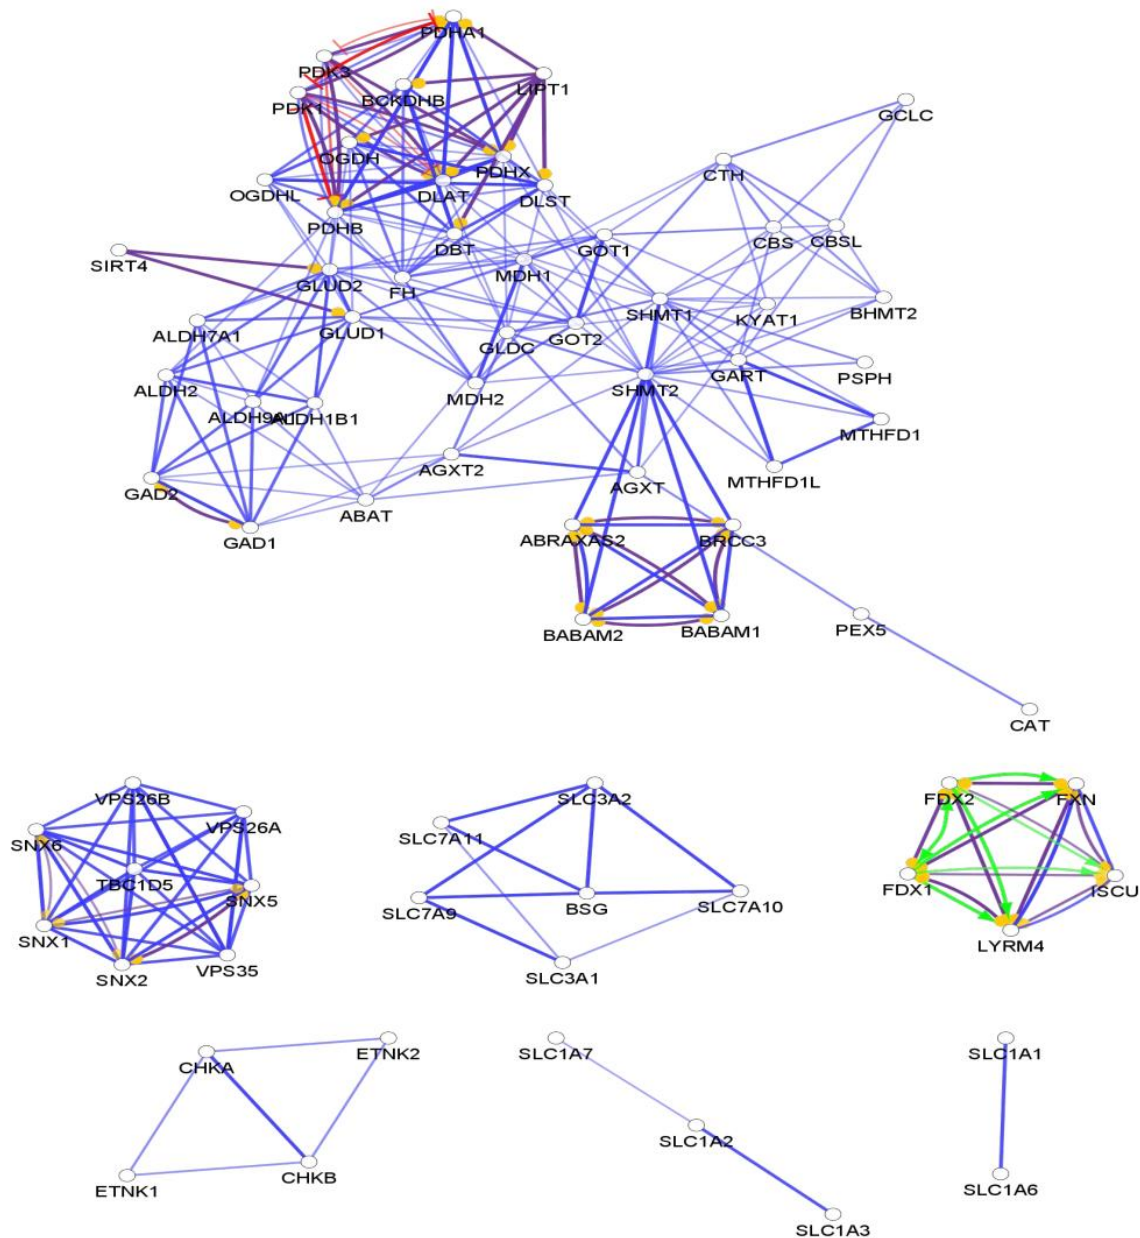 PDHA1
PDK3
LIPT1
PDK1
BCKDHB
GCLC
OGDH
PDHX
CTH
OGDHL
DLAT
DLST
PDHB
CBS
CBSL
DBT
GOT1
SIRT4
GLUD2
FH
MDH1
BHMT2
ALDH7A1
GLUD1
GLDC
GOT2
SHMT1
KYAT1
PSPH
ALDH2
MDH2
SHMT2
GART
ALDH9A1
ALDH1B1
MTHFD1
AGXT2
AGXT
MTHFD1L
GAD2
ABAT
GAD1
ABRAXAS2
BRCC3
BABAM2
BABAM1
PEX5
CAT
VPS26B
SLC3A2
FDX2
FXN
VPS26A
SNX6
SLC7A11
TBC1D5
SNX5
FDX1
ISCU
SLC7A9
BSG
SLC7A10
SNX1
LYRM4
SNX2
VPS35
SLC3A1
CHKA
ETNK2
SLC1A7
SLC1A1
SLC1A2
ETNK1
CHKB
SLC1A6
SLC1A3